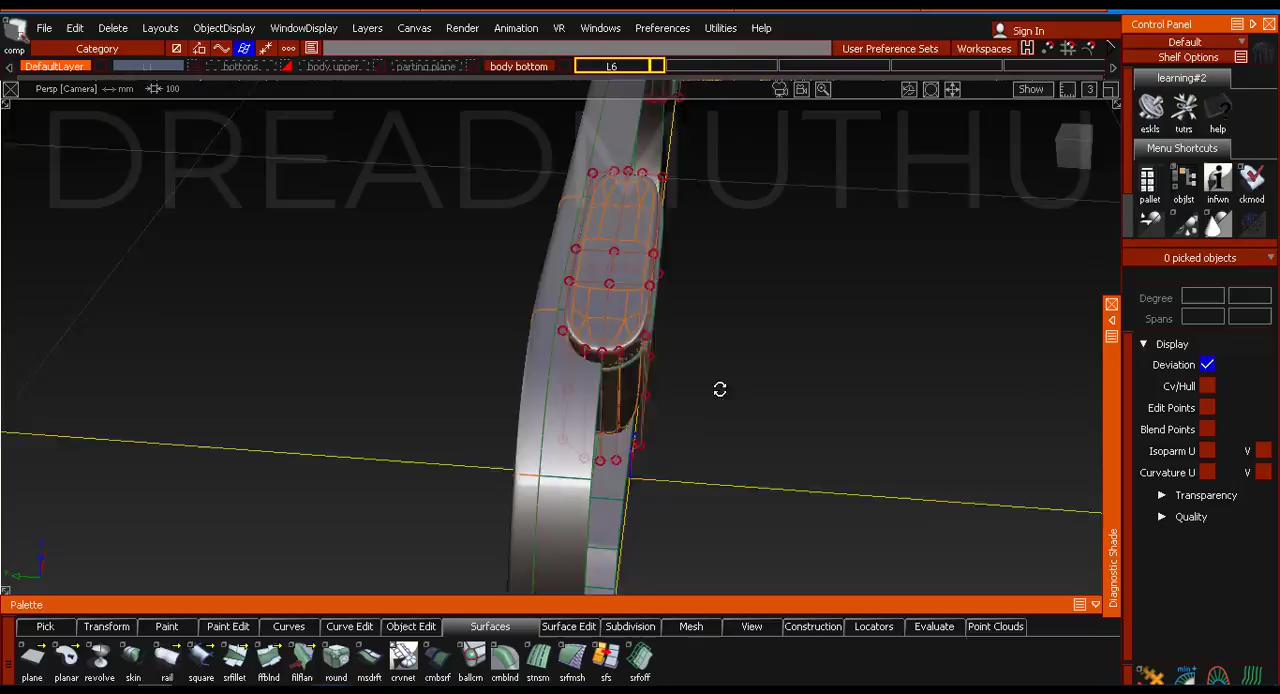 Control Panel
File Edit Delete Layouts ObjectDisplay WindowDisplay Layers Canvas Render Animation VR Windows Preferences Utilities Help Sign In
comp
Category User Preference Sets Workspaces
Default
Shelf Options
DefaultLayer L1 bottons body upper parting plane body bottom L6
learning#2
Persp [Camera] mm 100 Show 3
eskls tutrs help
DREADMUTHU
Menu Shortcuts
pallet objlst infwn ckmod
0 picked objects
Degree
Spans
Display
Deviation
Cv/Hull
Edit Points
Blend Points
Isoparm U V
Curvature U V
Transparency
Quality
Diagnostic Shade
Palette
Pick Transform Paint Paint Edit Curves Curve Edit Object Edit Surfaces Surface Edit Subdivision Mesh View Construction Locators Evaluate Point Clouds
plane planar revolve skin rail square srfillet ffblnd filflan round msdrft crvnet cmbsrf ballcrn cmblnd stnsm srfmsh sfs srfoff